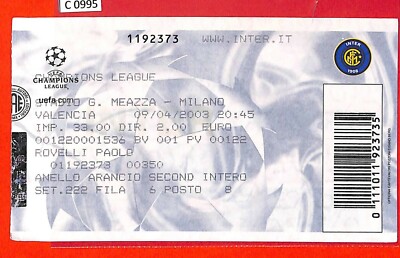 C 0995
1192373 WWW.INTER.IT
INTER
1908
CHAMPIONS
LEAGUE
uefa.com
CHAMPIONS LEAGUE
G. MEAZZA - MILANO
VALENCIA 09/04/2003 20:45
IMP. 33.00 DIR. 2.00 EURO
001220001536 BV 001 PV 00122
ROVELLI PAOLO
01192373 00350
ANELLO ARANCIO SECOND INTERO
SET.222 FILA 6 POSTO 8
0 111011 923735